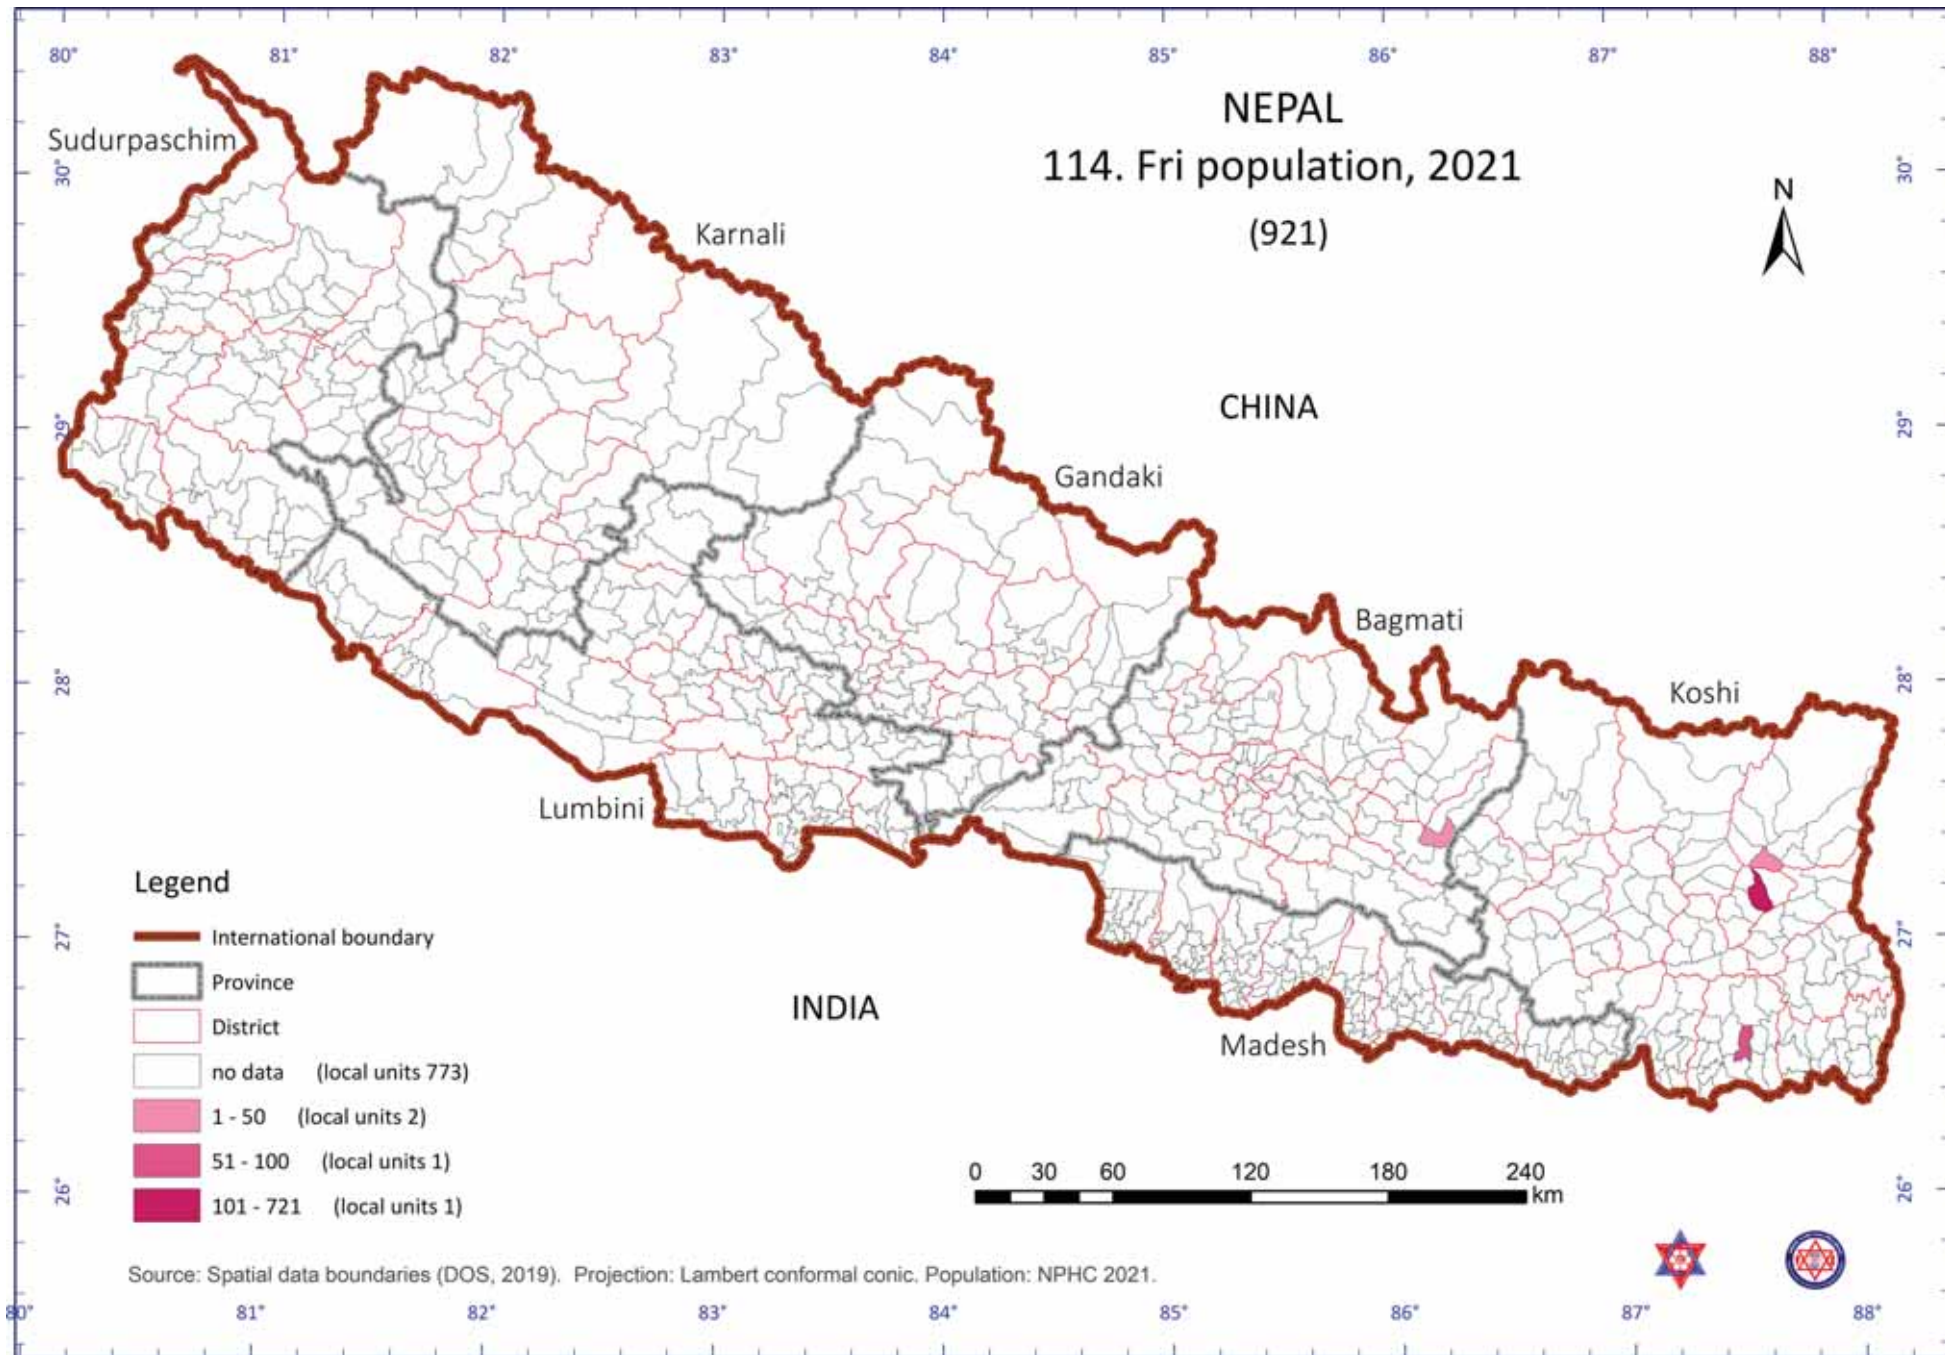 80° 81° 82° 83° 84° 85° 86° 87° 88°
NEPAL
114. Fri population, 2021
(921)
N
Sudurpaschim
30°
30°
Karnali
CHINA
29°
29°
Gandaki
Bagmati
28°
28°
Koshi
Lumbini
Legend
International boundary
Province
District
no data (local units 773)
1 - 50 (local units 2)
51 - 100 (local units 1)
101 - 721 (local units 1)
27°
27°
INDIA
Madesh
0 30 60 120 180 240
km
26°
26°
Source: Spatial data boundaries (DOS, 2019). Projection: Lambert conformal conic. Population: NPHC 2021.
80° 81° 82° 83° 84° 85° 86° 87° 88°